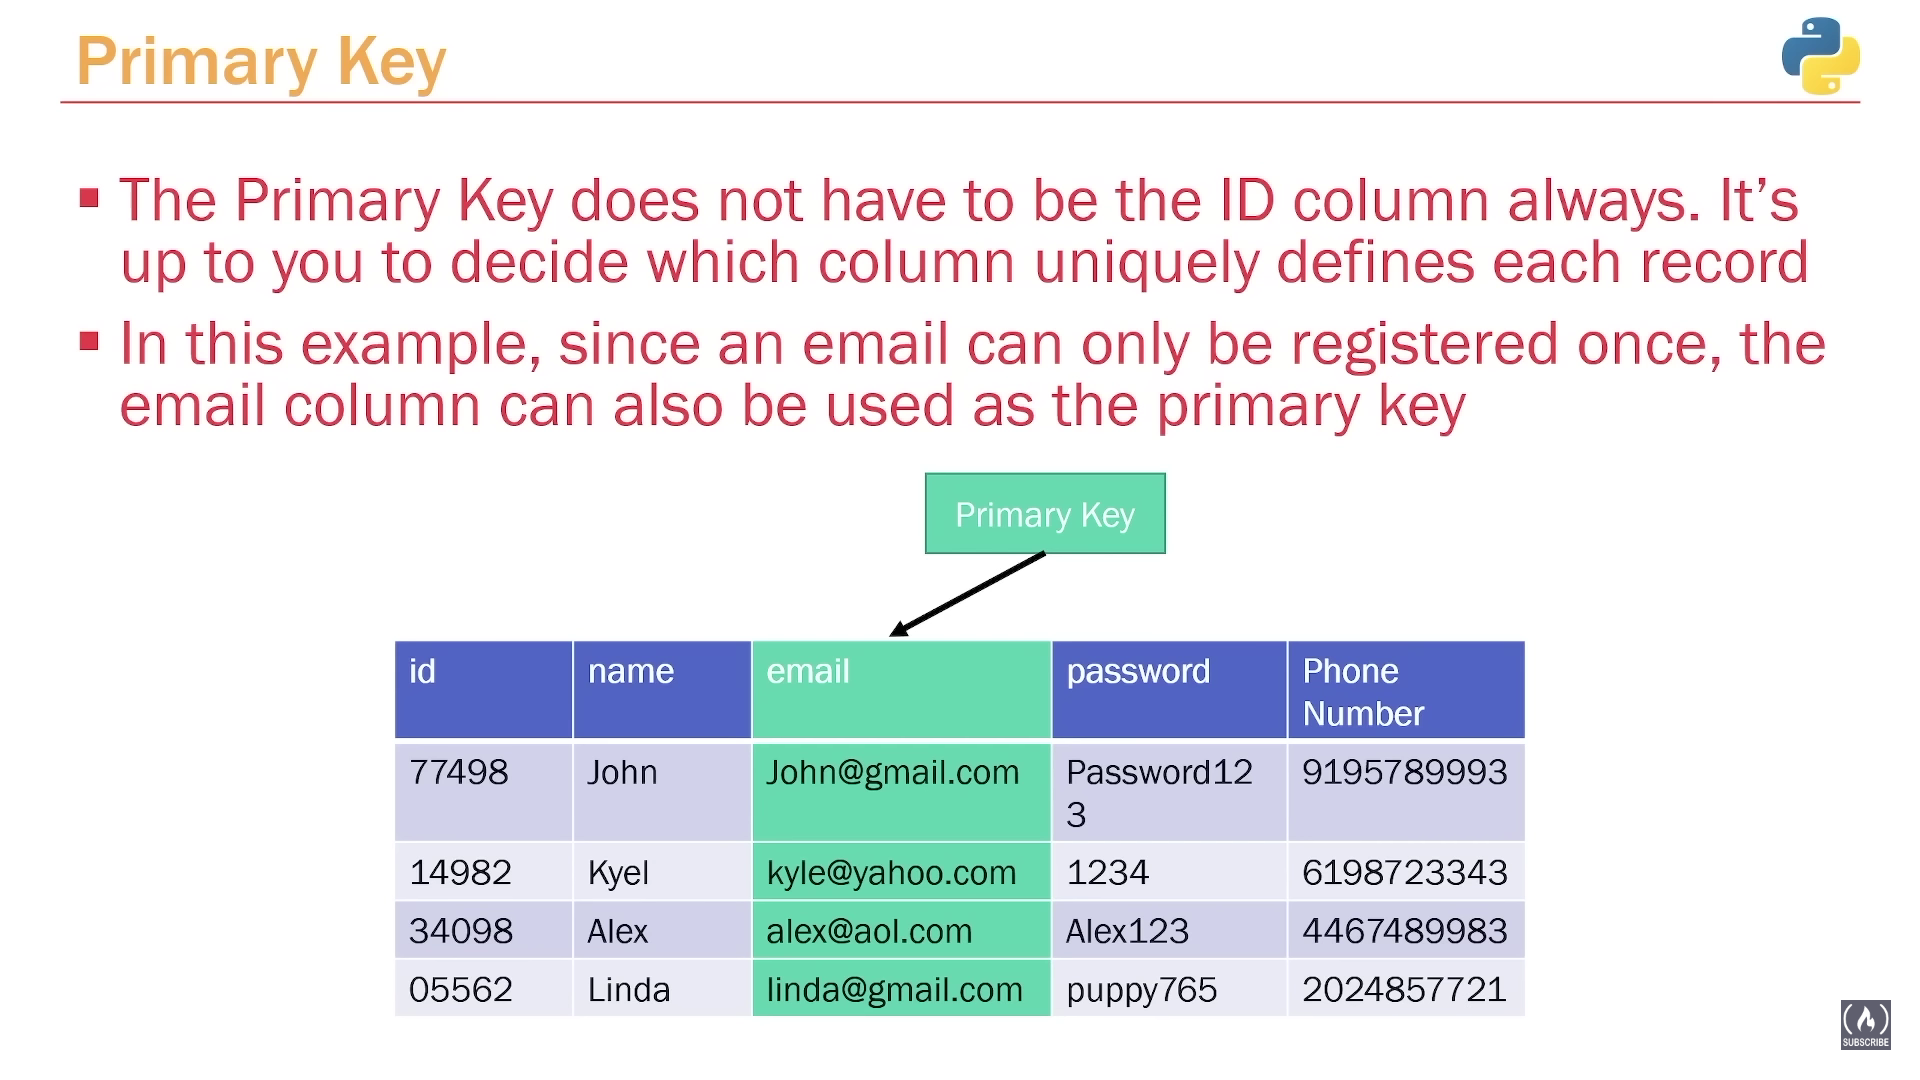 Primary Key
The Primary Key does not have to be the ID column always. It’s
up to you to decide which column uniquely defines each record
In this example, since an email can only be registered once, the
email column can also be used as the primary key
Primary Key
id name email password Phone
Number
77498 John John@gmail.com Password12 9195789993
3
14982 Kyel kyle@yahoo.com 1234 6198723343
34098 Alex alex@aol.com Alex123 4467489983
05562 Linda linda@gmail.com puppy765 2024857721
SUBSCRIBE